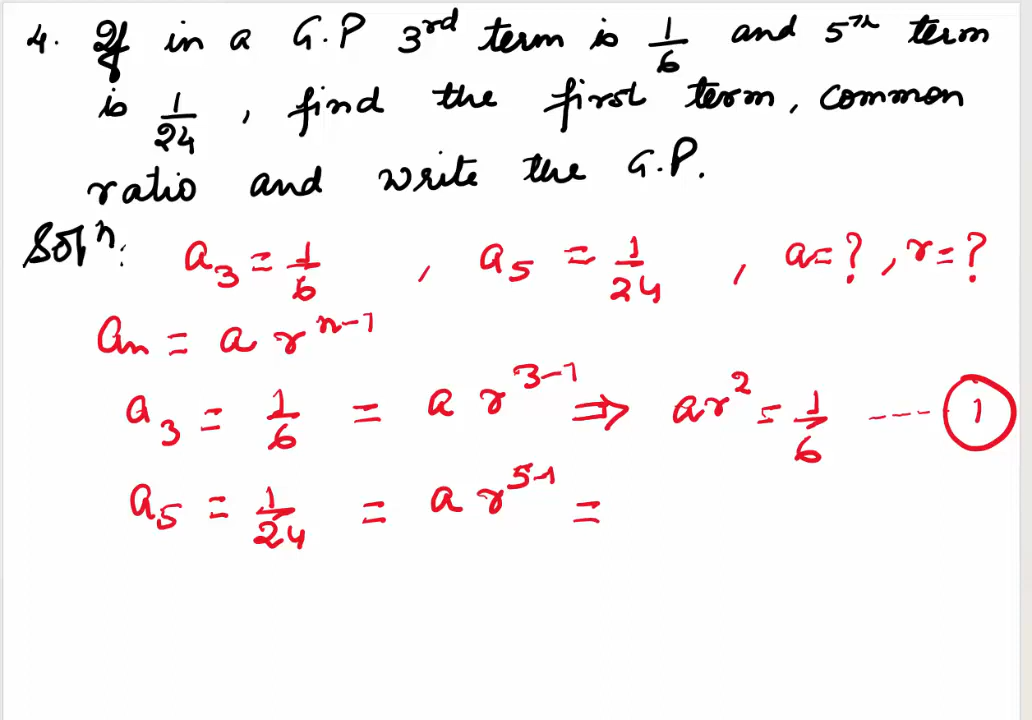 4. If in a G.P 3rd term is 1/6 and 5th term
is 1/24, find the first term, common
ratio and write the G.P.
Solⁿ: a₃ = 1/6 , a₅ = 1/24 , a = ? , r = ?
aₙ = a r^(n-1)
a₃ = 1/6 = a r^(3-1) ⇒ ar² = 1/6 ---- ①
a₅ = 1/24 = a r^(5-1) =